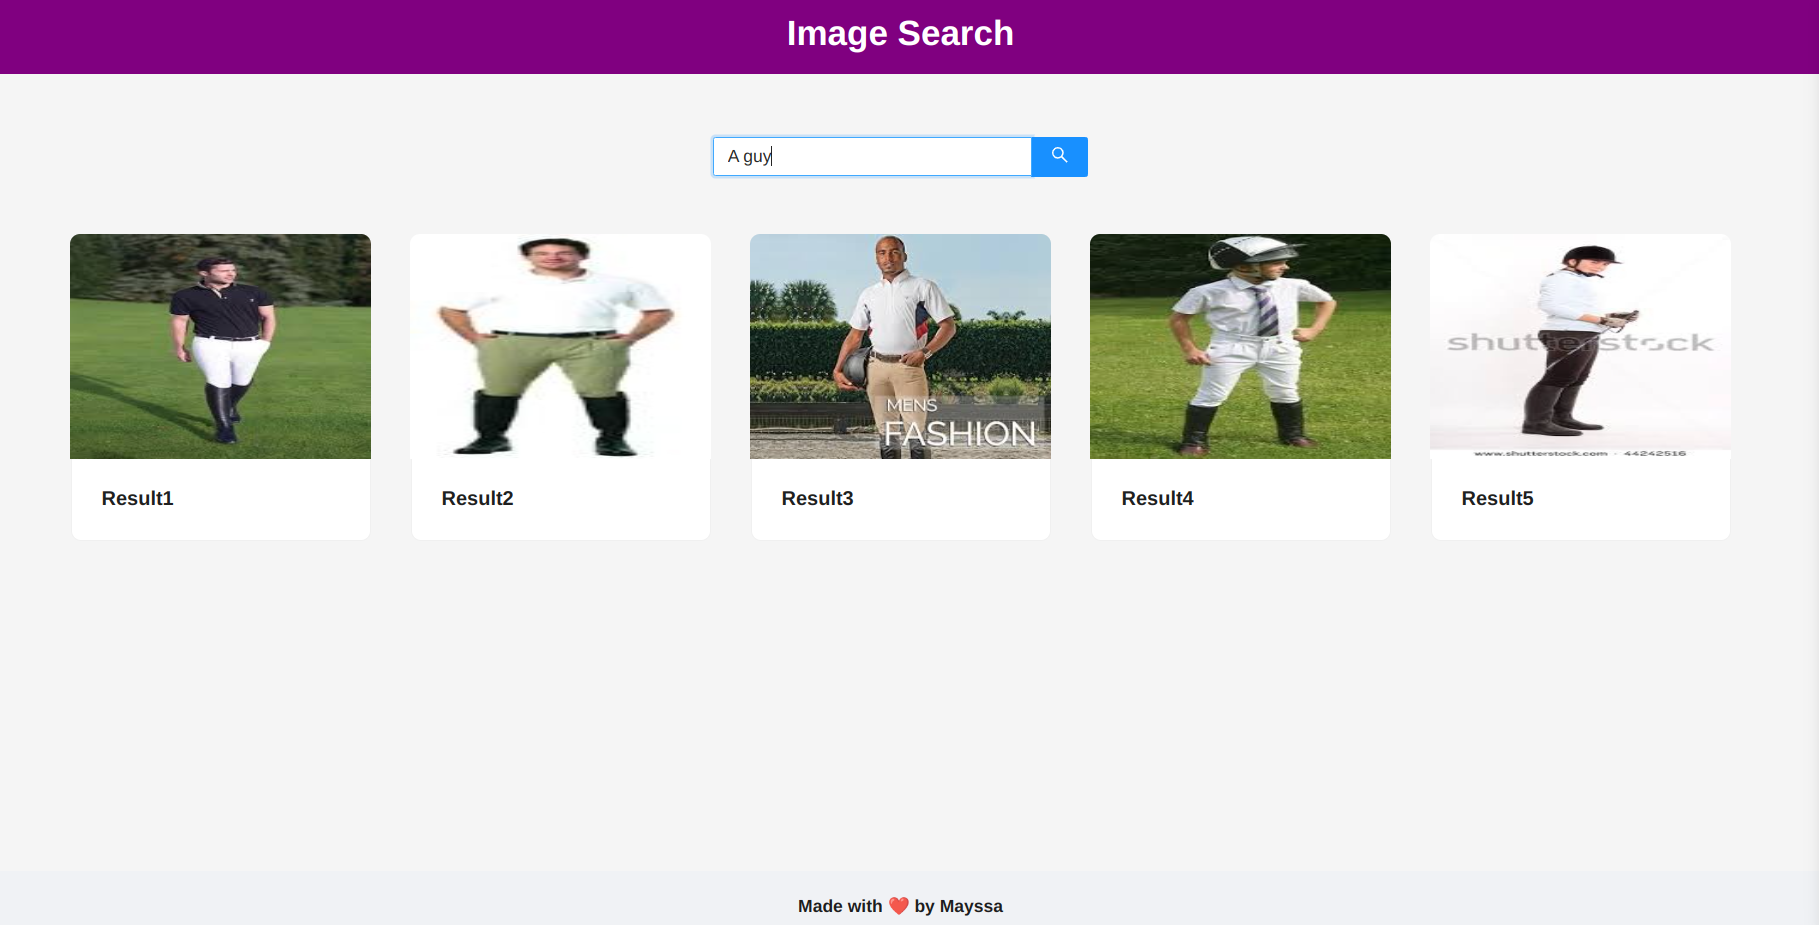 Image Search
A guy
MENS
FASHION
shutterstock
www.shutterstock.com · 44242516
Result1
Result2
Result3
Result4
Result5
Made with ❤️ by Mayssa